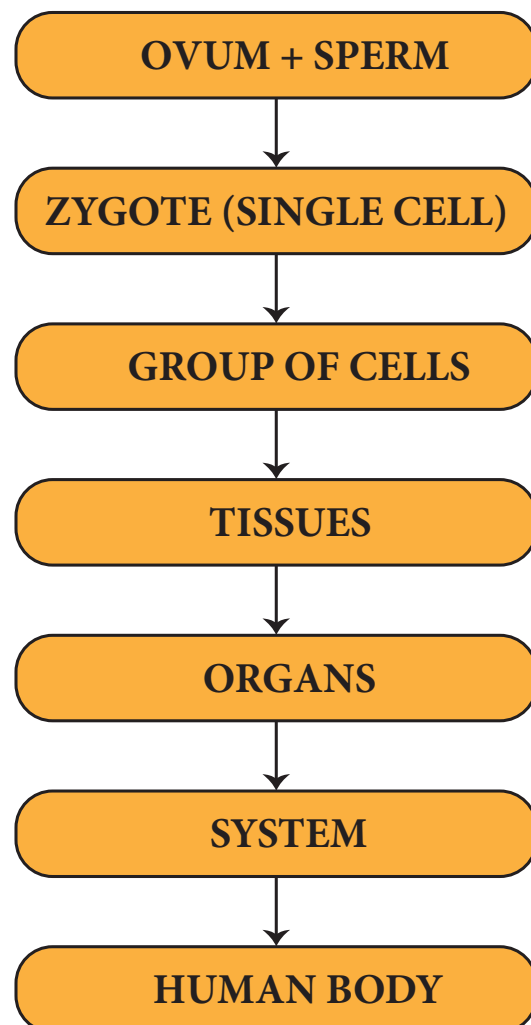 OVUM + SPERM
ZYGOTE (SINGLE CELL)
GROUP OF CELLS
TISSUES
ORGANS
SYSTEM
HUMAN BODY